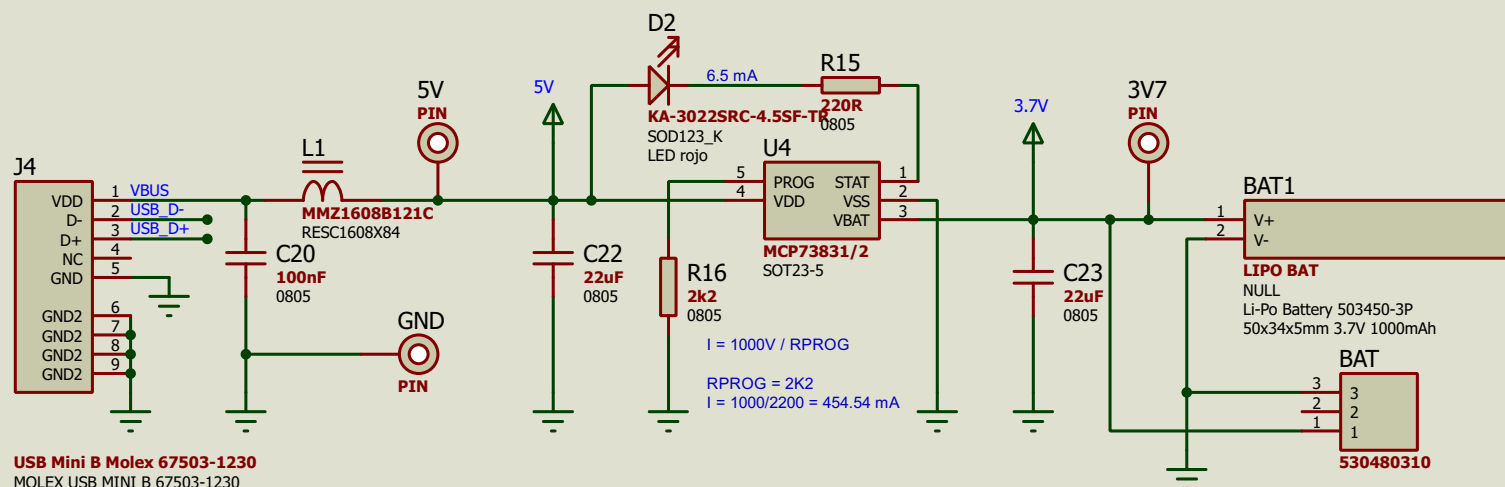 D2
6.5 mA
R15
220R
0805
KA-3022SRC-4.5SF-TR
SOD123_K
LED rojo
5V
PIN
5V
3.7V
3V7
PIN
J4
VDD 1 VBUS
D- 2 USB_D-
D+ 3 USB_D+
NC 4
GND 5
GND2 6
GND2 7
GND2 8
GND2 9
USB Mini B Molex 67503-1230
MOLEX USB MINI B 67503-1230
L1
MMZ1608B121C
RESC1608X84
C20
100nF
0805
GND
PIN
C22
22uF
0805
U4
5 PROG STAT 1
4 VDD VSS 2
VBAT 3
MCP73831/2
SOT23-5
R16
2k2
0805
I = 1000V / RPROG
RPROG = 2K2
I = 1000/2200 = 454.54 mA
C23
22uF
0805
BAT1
1 V+
2 V-
LIPO BAT
NULL
Li-Po Battery 503450-3P
50x34x5mm 3.7V 1000mAh
BAT
3 3
2 2
1 1
530480310